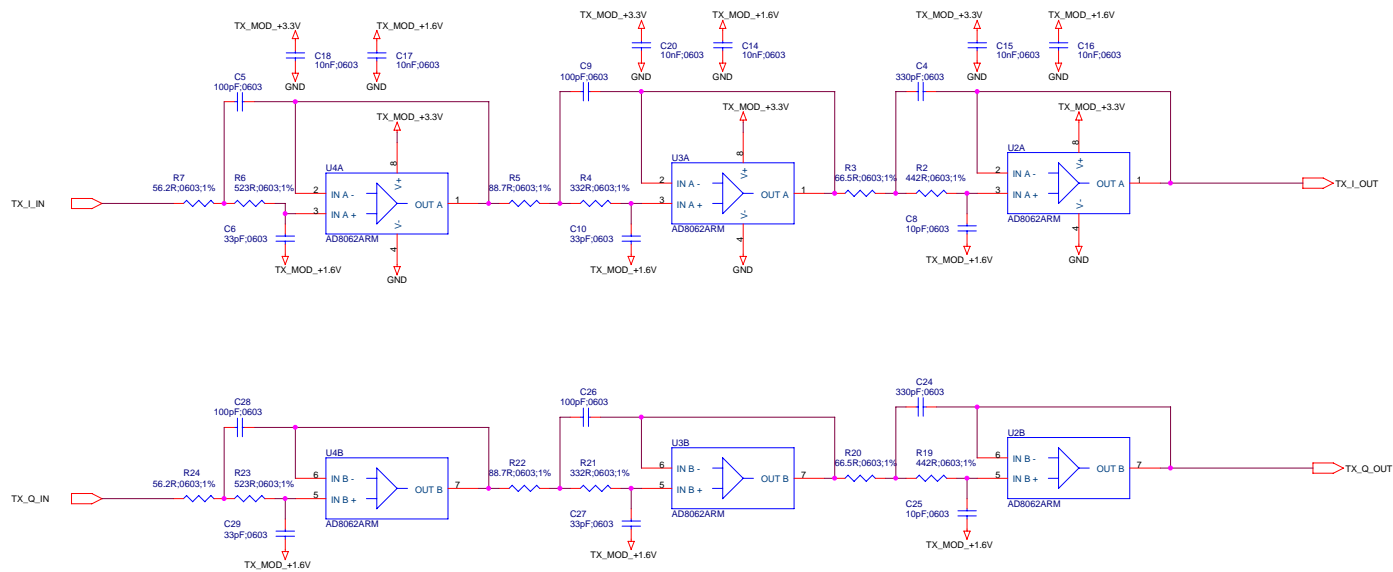 TX_MOD_+3.3V
TX_MOD_+1.6V
C18
10nF;0603
C17
10nF;0603
GND
GND
TX_MOD_+3.3V
TX_MOD_+1.6V
C20
10nF;0603
C14
10nF;0603
GND
GND
TX_MOD_+3.3V
TX_MOD_+1.6V
C15
10nF;0603
C16
10nF;0603
GND
GND
C5
100pF;0603
C9
100pF;0603
C4
330pF;0603
TX_MOD_+3.3V
TX_MOD_+3.3V
TX_MOD_+3.3V
TX_I_IN
R7
56.2R;0603;1%
R6
523R;0603;1%
C6
33pF;0603
TX_MOD_+1.6V
U4A
8
V+
2
IN A -
3
IN A +
OUT A
1
V-
4
AD8062ARM
GND
R5
88.7R;0603;1%
R4
332R;0603;1%
C10
33pF;0603
TX_MOD_+1.6V
U3A
8
V+
2
IN A -
3
IN A +
OUT A
1
V-
4
AD8062ARM
GND
R3
66.5R;0603;1%
R2
442R;0603;1%
C8
10pF;0603
TX_MOD_+1.6V
U2A
8
V+
2
IN A -
3
IN A +
OUT A
1
V-
4
AD8062ARM
GND
TX_I_OUT
C28
100pF;0603
C26
100pF;0603
C24
330pF;0603
TX_Q_IN
R24
56.2R;0603;1%
R23
523R;0603;1%
C29
33pF;0603
TX_MOD_+1.6V
U4B
6
IN B -
5
IN B +
OUT B
7
AD8062ARM
R22
88.7R;0603;1%
R21
332R;0603;1%
C27
33pF;0603
TX_MOD_+1.6V
U3B
6
IN B -
5
IN B +
OUT B
7
AD8062ARM
R20
66.5R;0603;1%
R19
442R;0603;1%
C25
10pF;0603
TX_MOD_+1.6V
U2B
6
IN B -
5
IN B +
OUT B
7
AD8062ARM
TX_Q_OUT